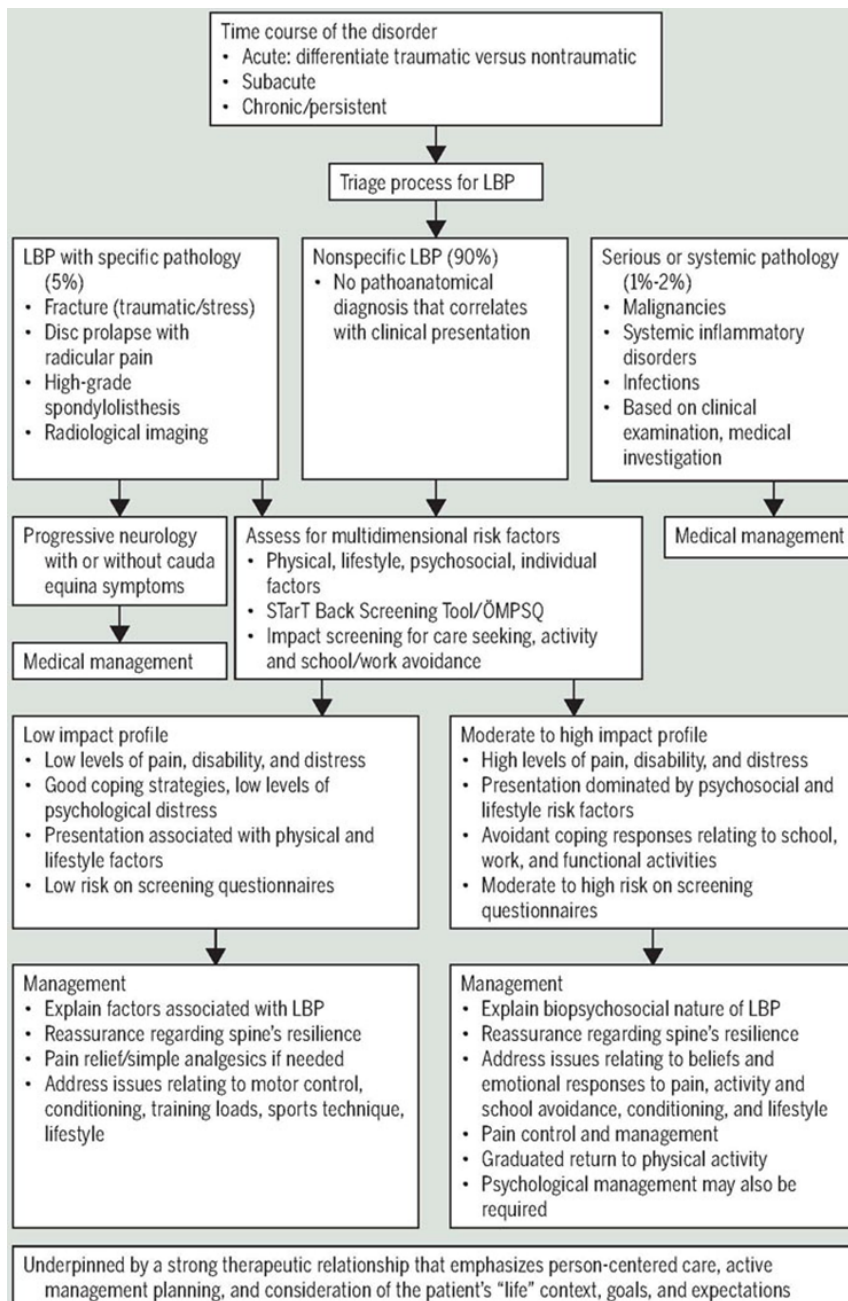 Time course of the disorder
• Acute: differentiate traumatic versus nontraumatic
• Subacute
• Chronic/persistent
Triage process for LBP
LBP with specific pathology
(5%)
• Fracture (traumatic/stress)
• Disc prolapse with
radicular pain
• High-grade
spondylolisthesis
• Radiological imaging
Nonspecific LBP (90%)
• No pathoanatomical
diagnosis that correlates
with clinical presentation
Serious or systemic pathology
(1%-2%)
• Malignancies
• Systemic inflammatory
disorders
• Infections
• Based on clinical
examination, medical
investigation
Progressive neurology
with or without cauda
equina symptoms
Medical management
Assess for multidimensional risk factors
• Physical, lifestyle, psychosocial, individual
factors
• STarT Back Screening Tool/ÖMPSQ
• Impact screening for care seeking, activity
and school/work avoidance
Medical management
Low impact profile
• Low levels of pain, disability, and distress
• Good coping strategies, low levels of
psychological distress
• Presentation associated with physical and
lifestyle factors
• Low risk on screening questionnaires
Moderate to high impact profile
• High levels of pain, disability, and distress
• Presentation dominated by psychosocial and
lifestyle risk factors
• Avoidant coping responses relating to school,
work, and functional activities
• Moderate to high risk on screening
questionnaires
Management
• Explain factors associated with LBP
• Reassurance regarding spine's resilience
• Pain relief/simple analgesics if needed
• Address issues relating to motor control,
conditioning, training loads, sports technique,
lifestyle
Management
• Explain biopsychosocial nature of LBP
• Reassurance regarding spine's resilience
• Address issues relating to beliefs and
emotional responses to pain, activity and
school avoidance, conditioning, and lifestyle
• Pain control and management
• Graduated return to physical activity
• Psychological management may also be
required
Underpinned by a strong therapeutic relationship that emphasizes person-centered care, active
management planning, and consideration of the patient's "life" context, goals, and expectations